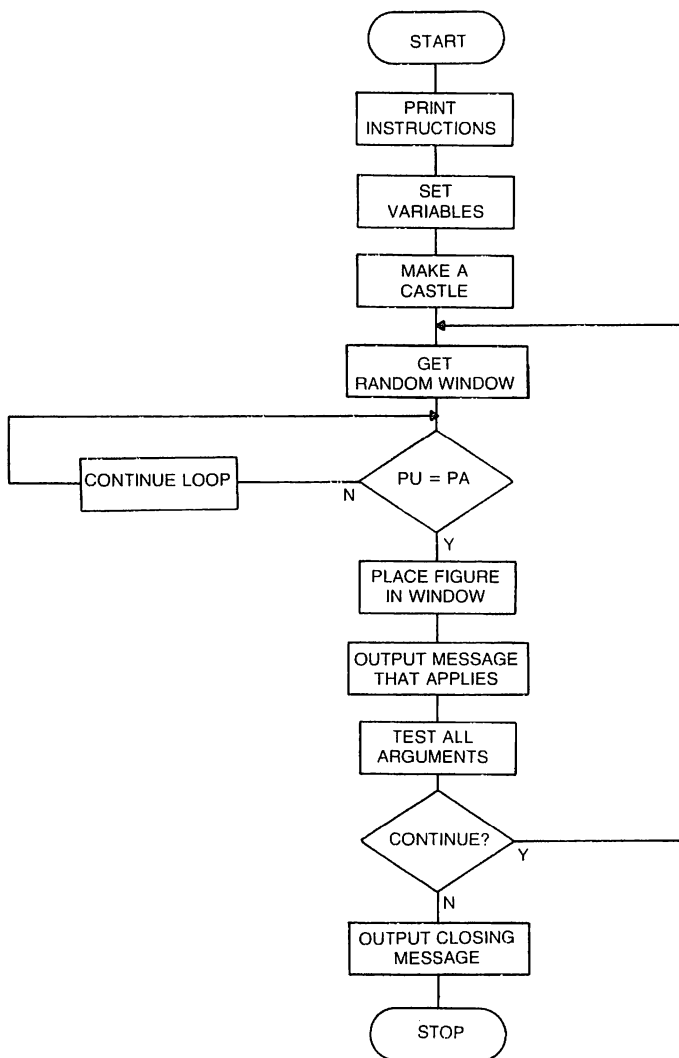 START
PRINT
INSTRUCTIONS
SET
VARIABLES
MAKE A
CASTLE
GET
RANDOM WINDOW
CONTINUE LOOP
N
PU = PA
Y
PLACE FIGURE
IN WINDOW
OUTPUT MESSAGE
THAT APPLIES
TEST ALL
ARGUMENTS
CONTINUE?
Y
N
OUTPUT CLOSING
MESSAGE
STOP